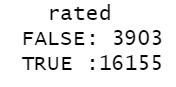 rated
FALSE: 3903
TRUE :16155